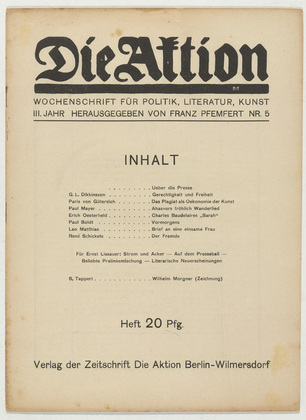 Die Aktion
WOCHENSCHRIFT FÜR POLITIK, LITERATUR, KUNST
III. JAHR HERAUSGEGEBEN VON FRANZ PFEMFERT NR. 5
INHALT
. . . . . . . . . Ueber die Presse
G. L. Dikhinsson . . . . . . . . . Gerechtigkeit und Freiheit
Paris von Gütersloh . . . . . . . . Das Plagiat als Oekonomie der Kunst
Paul Mayer . . . . . . . . . Ahasvers fröhlich Wanderlied
Erich Oesterheld . . . . . . . . . Charles Baudelaires „Sarah“
Paul Boldt . . . . . . . . . Vormorgens
Leo Matthias . . . . . . . . . Brief an eine einsame Frau
René Schickele . . . . . . . . . Der Fremde
Für Ernst Lissauer: Strom und Acker — Auf dem Presseball —
Beliebte Pralinémischung — Literarische Neuerscheinungen
B. Tappert . . . . . . . . . Wilhelm Morgner (Zeichnung)
Heft 20 Pfg.
Verlag der Zeitschrift Die Aktion Berlin-Wilmersdorf